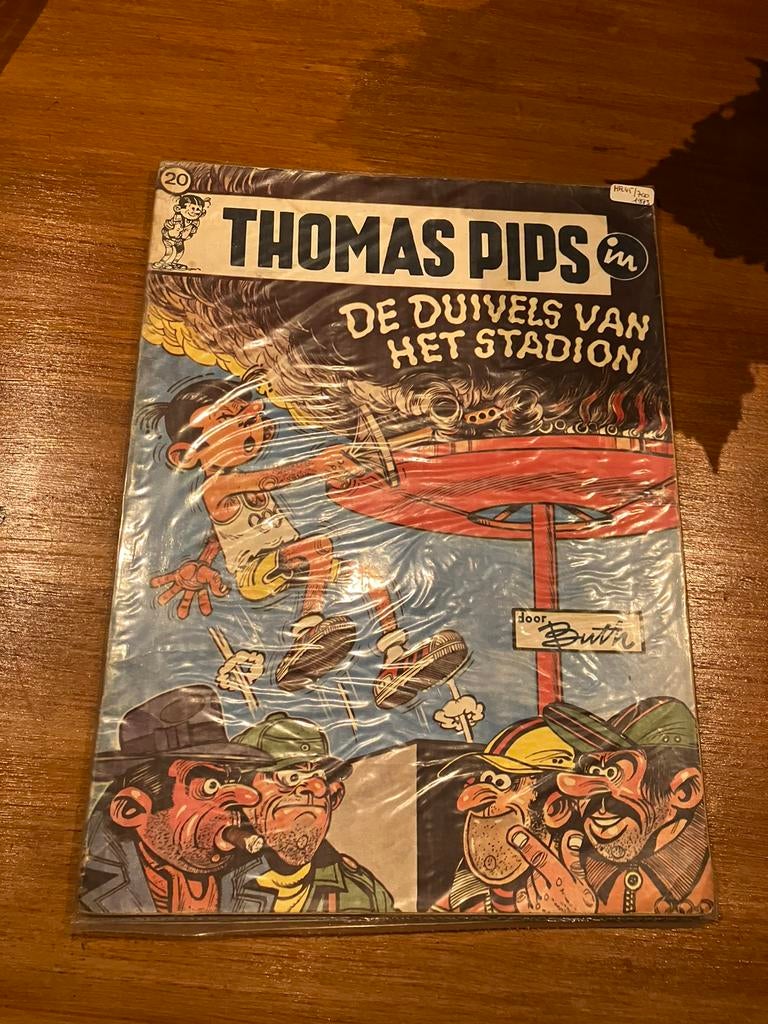 20
THOMAS PIPS in
DE DUIVELS VAN
HET STADION
door
Buth